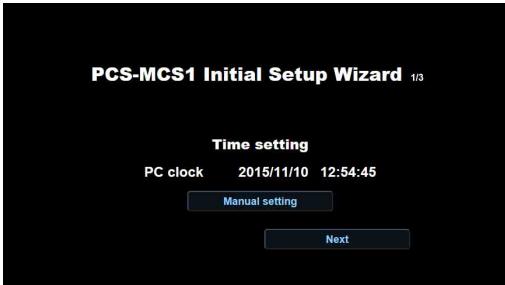 PCS-MCS1 Initial Setup Wizard 1/3
Time setting
PC clock 2015/11/10 12:54:45
Manual setting
Next